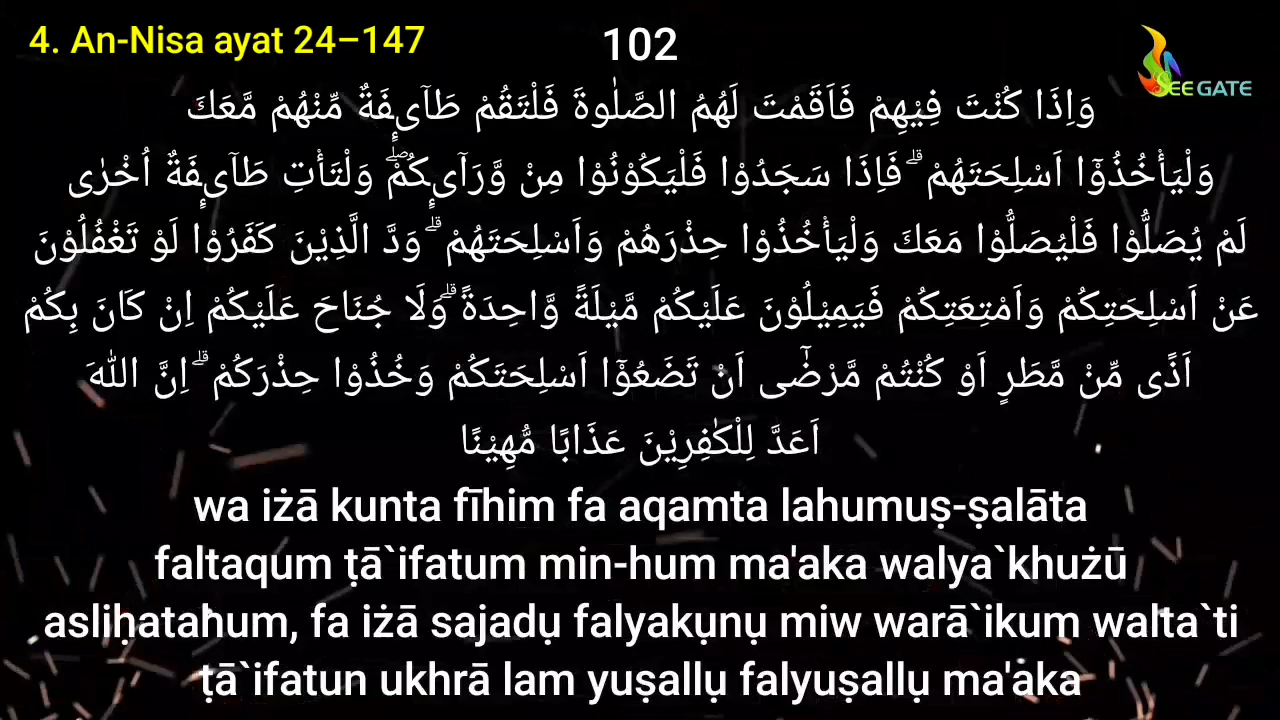 4. An-Nisa ayat 24–147
102
SEE GATE
وَاِذَا كُنْتَ فِيْهِمْ فَاَقَمْتَ لَهُمُ الصَّلٰوةَ فَلْتَقُمْ طَاۤىِٕفَةٌ مِّنْهُمْ مَّعَكَ
وَلْيَأْخُذُوْٓا اَسْلِحَتَهُمْ ۗ فَاِذَا سَجَدُوْا فَلْيَكُوْنُوْا مِنْ وَّرَاۤىِٕكُمْۖ وَلْتَأْتِ طَاۤىِٕفَةٌ اُخْرٰى
لَمْ يُصَلُّوْا فَلْيُصَلُّوْا مَعَكَ وَلْيَأْخُذُوْا حِذْرَهُمْ وَاَسْلِحَتَهُمْ ۗ وَدَّ الَّذِيْنَ كَفَرُوْا لَوْ تَغْفُلُوْنَ
عَنْ اَسْلِحَتِكُمْ وَاَمْتِعَتِكُمْ فَيَمِيْلُوْنَ عَلَيْكُمْ مَّيْلَةً وَّاحِدَةً ۗوَلَا جُنَاحَ عَلَيْكُمْ اِنْ كَانَ بِكُمْ
اَذًى مِّنْ مَّطَرٍ اَوْ كُنْتُمْ مَّرْضٰٓى اَنْ تَضَعُوْٓا اَسْلِحَتَكُمْ وَخُذُوْا حِذْرَكُمْ ۗ اِنَّ اللّٰهَ
اَعَدَّ لِلْكٰفِرِيْنَ عَذَابًا مُّهِيْنًا
wa iżā kunta fīhim fa aqamta lahumuṣ-ṣalāta
faltaqum ṭā`ifatum min-hum ma'aka walya`khużū
asliḥatahum, fa iżā sajadụ falyakụnụ miw warā`ikum walta`ti
ṭā`ifatun ukhrā lam yuṣallụ falyuṣallụ ma'aka